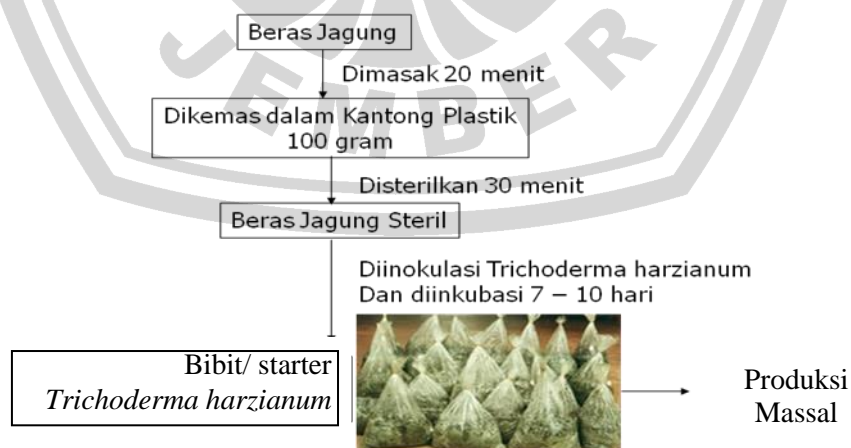 Beras Jagung
Dimasak 20 menit
Dikemas dalam Kantong Plastik
100 gram
Disterilkan 30 menit
Beras Jagung Steril
Diinokulasi Trichoderma harzianum
Dan diinkubasi 7 – 10 hari
Bibit/ starter
Trichoderma harzianum
Produksi
Massal
JEMBER